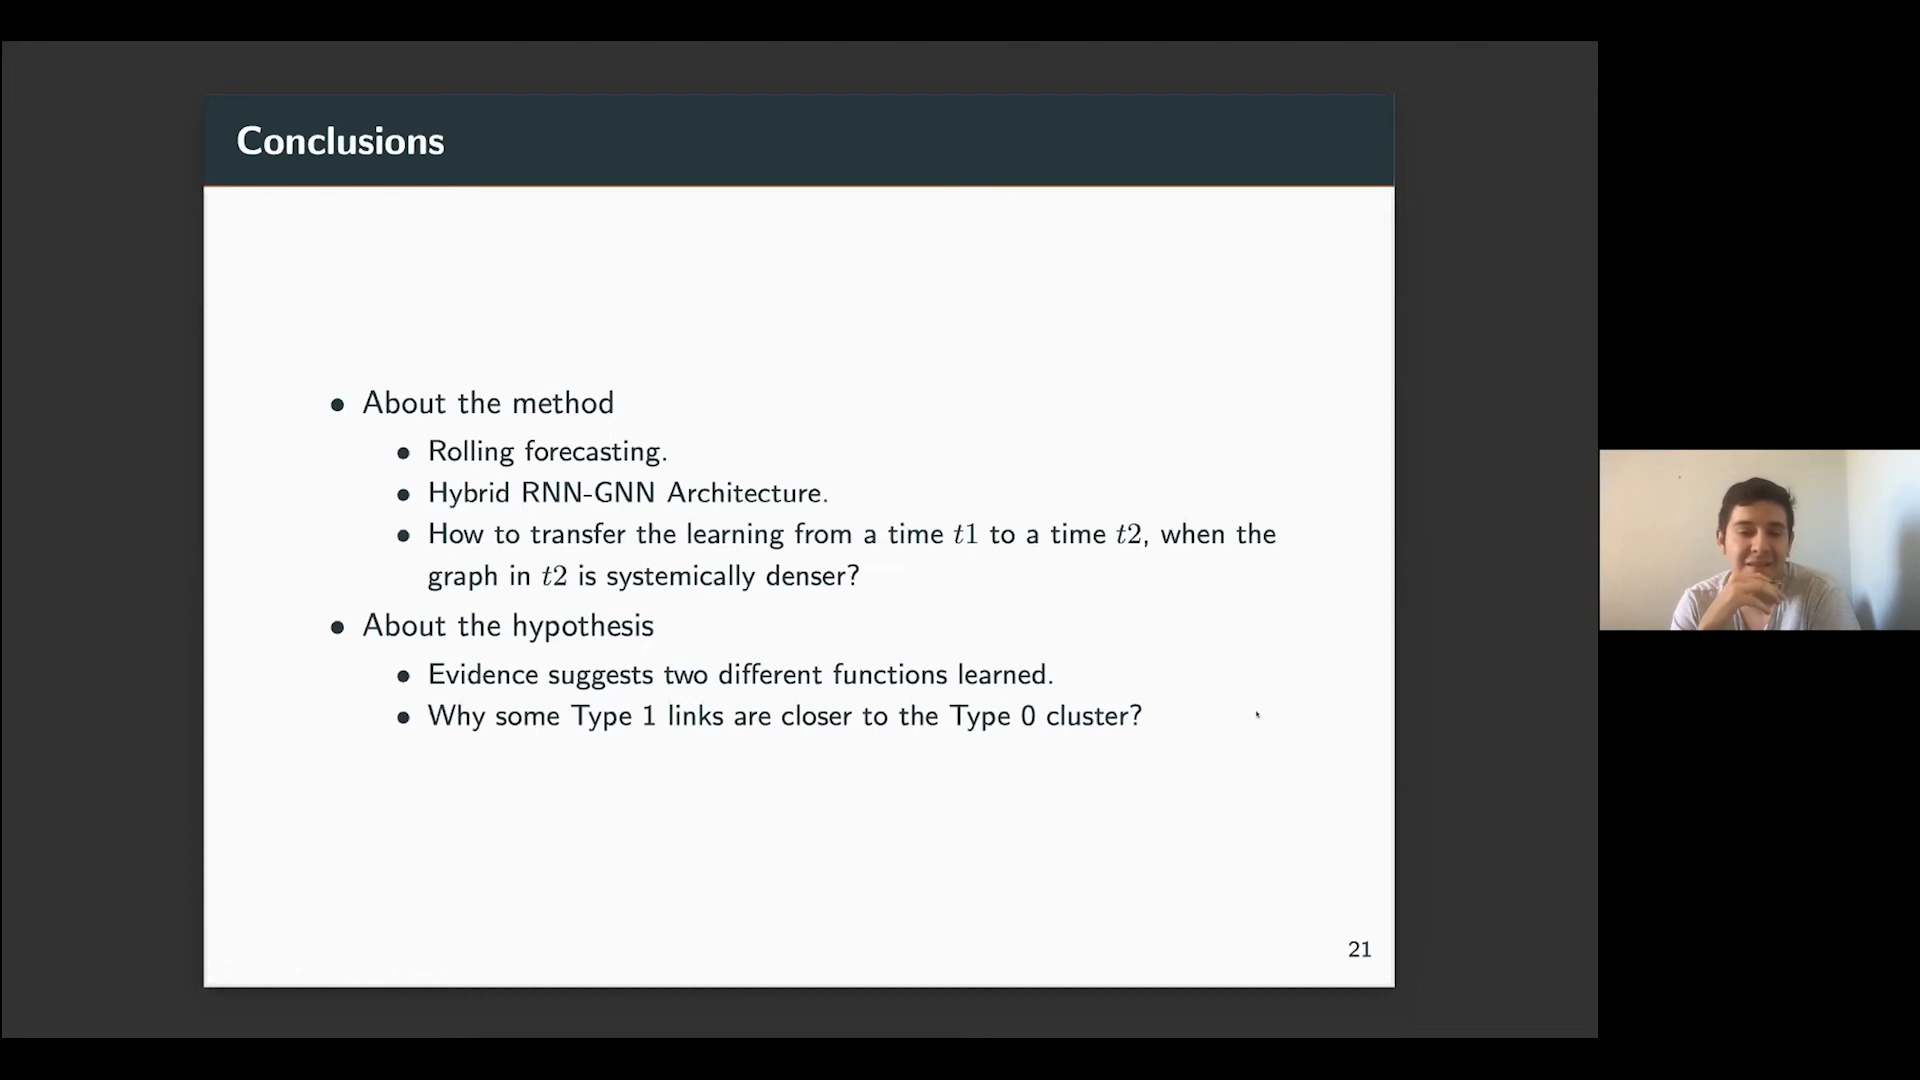 Conclusions
• About the method
• Rolling forecasting.
• Hybrid RNN-GNN Architecture.
• How to transfer the learning from a time t1 to a time t2, when the
graph in t2 is systemically denser?
• About the hypothesis
• Evidence suggests two different functions learned.
• Why some Type 1 links are closer to the Type 0 cluster?
21